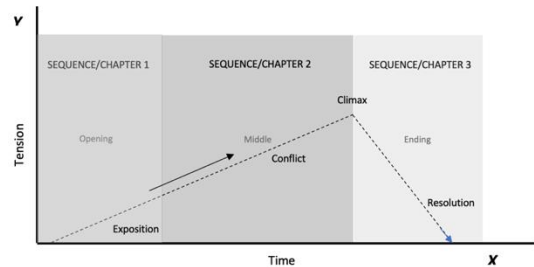 Y
SEQUENCE/CHAPTER 1
SEQUENCE/CHAPTER 2
SEQUENCE/CHAPTER 3
Climax
Opening
Middle
Ending
Conflict
Tension
Exposition
Resolution
Time
X